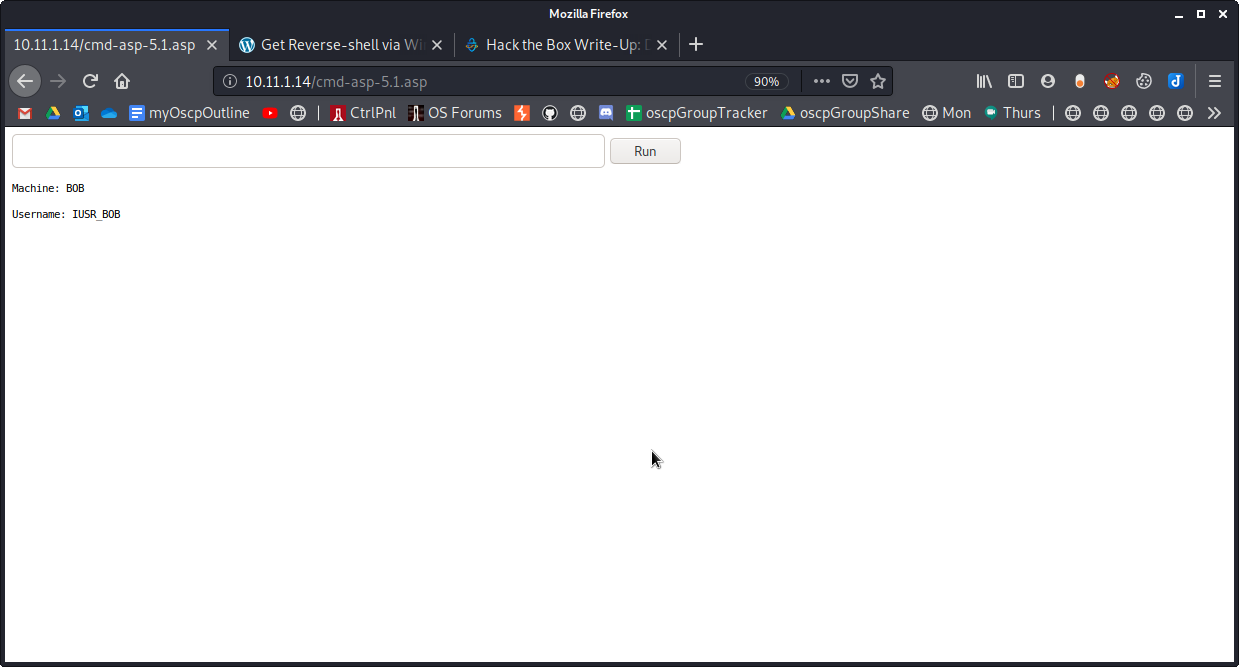 Mozilla Firefox
10.11.1.14/cmd-asp-5.1.asp
Get Reverse-shell via Wi
Hack the Box Write-Up:
10.11.1.14/cmd-asp-5.1.asp
90%
myOscpOutline
CtrlPnl
OS Forums
oscpGroupTracker
oscpGroupShare
Mon
Thurs
Run
Machine: BOB
Username: IUSR_BOB